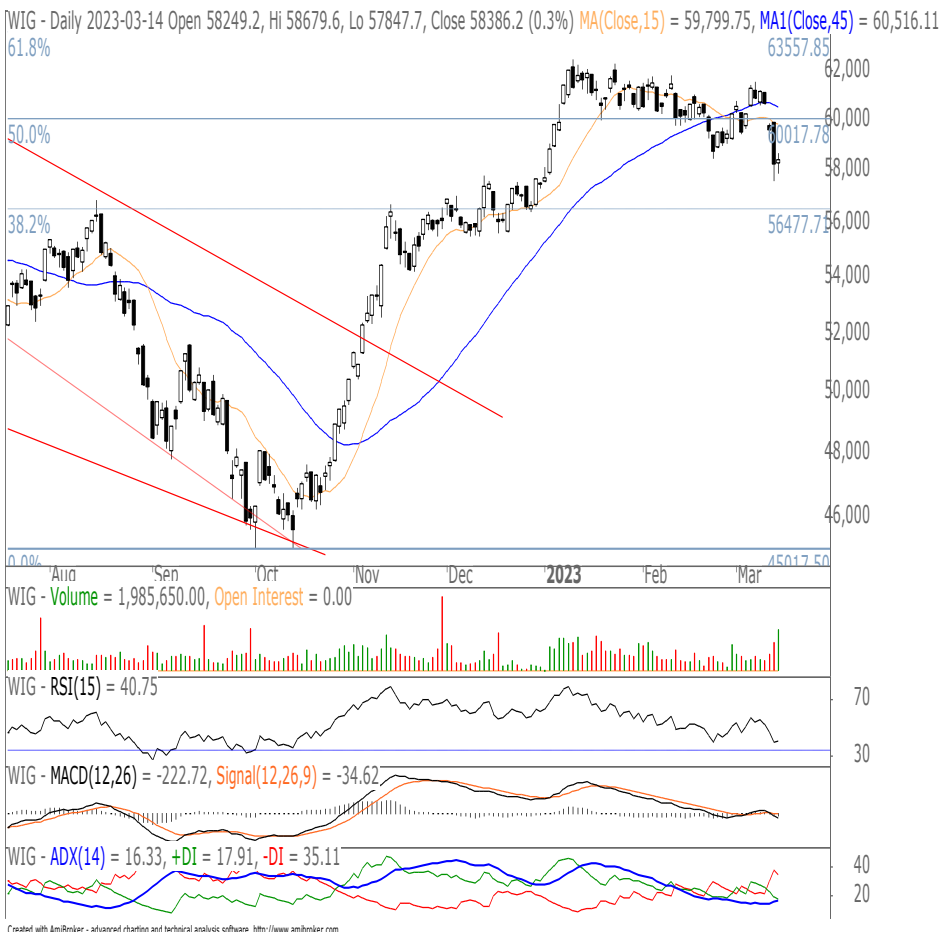 WIG - Daily 2023-03-14 Open 58249.2, Hi 58679.6, Lo 57847.7, Close 58386.2 (0.3%) MA(Close,15) = 59,799.75, MA1(Close,45) = 60,516.11
61.8% 63557.85
62,000
60,000
50.0% 60017.78
58,000
38.2% 56477.71
56,000
54,000
52,000
50,000
48,000
46,000
0.0% 45017.50
Aug Sep Oct Nov Dec 2023 Feb Mar
WIG - Volume = 1,985,650.00, Open Interest = 0.00
WIG - RSI(15) = 40.75
70
30
WIG - MACD(12,26) = -222.72, Signal(12,26,9) = -34.62
WIG - ADX(14) = 16.33, +DI = 17.91, -DI = 35.11
40
20
Created with AmiBroker - advanced charting and technical analysis software. http://www.amibroker.com